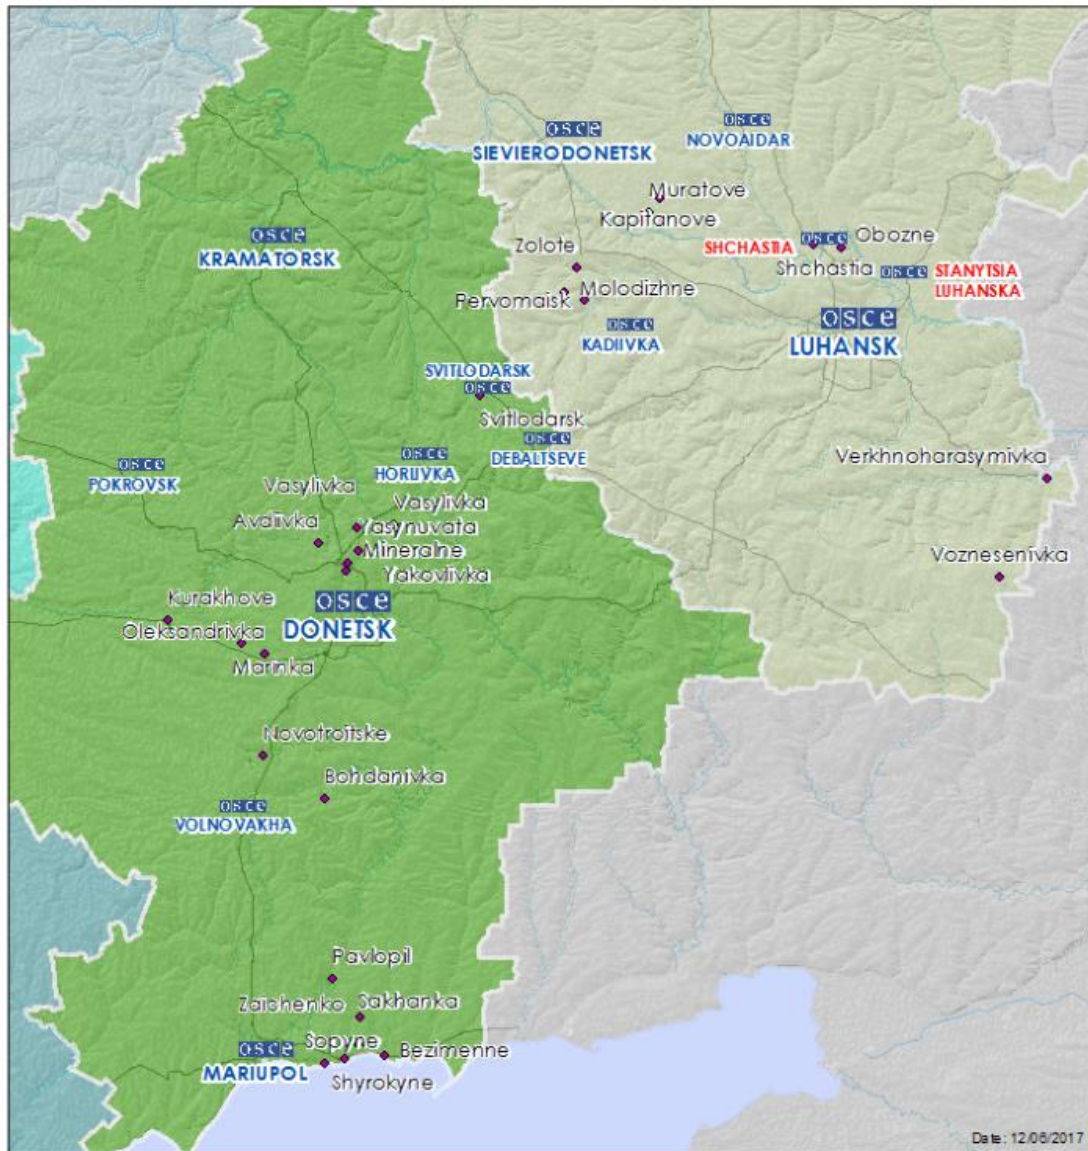 osce
SIEVIERODONETSK
osce
NOVOAIDAR
Muratove
Kapitanove
osce
KRAMATORSK
SHCHASTIA
osce
Obozne
Zolote
Shchastia
osce
STANYTSIA
LUHANSKA
Pervomaisk
Molodizhne
osce
KADIIVKA
osce
LUHANSK
SVITLODARSK
osce
Svitlodarsk
osce
DEBALTSEVE
osce
POKROVSK
osce
HORLIVKA
Verkhnoharasymivka
Vasylivka
Vasylivka
Avdiivka
Yasynuvata
Mineralne
Yakovlivka
Voznesenivka
Kurakhove
osce
DONETSK
Oleksandrivka
Marinka
Novotroitske
Bohdanivka
osce
VOLNOVAKHA
Pavlopil
Zaichenko
Sakhanka
osce
MARIUPOL
Sopyne
Bezimenne
Shyrokyne
Date: 12/06/2017